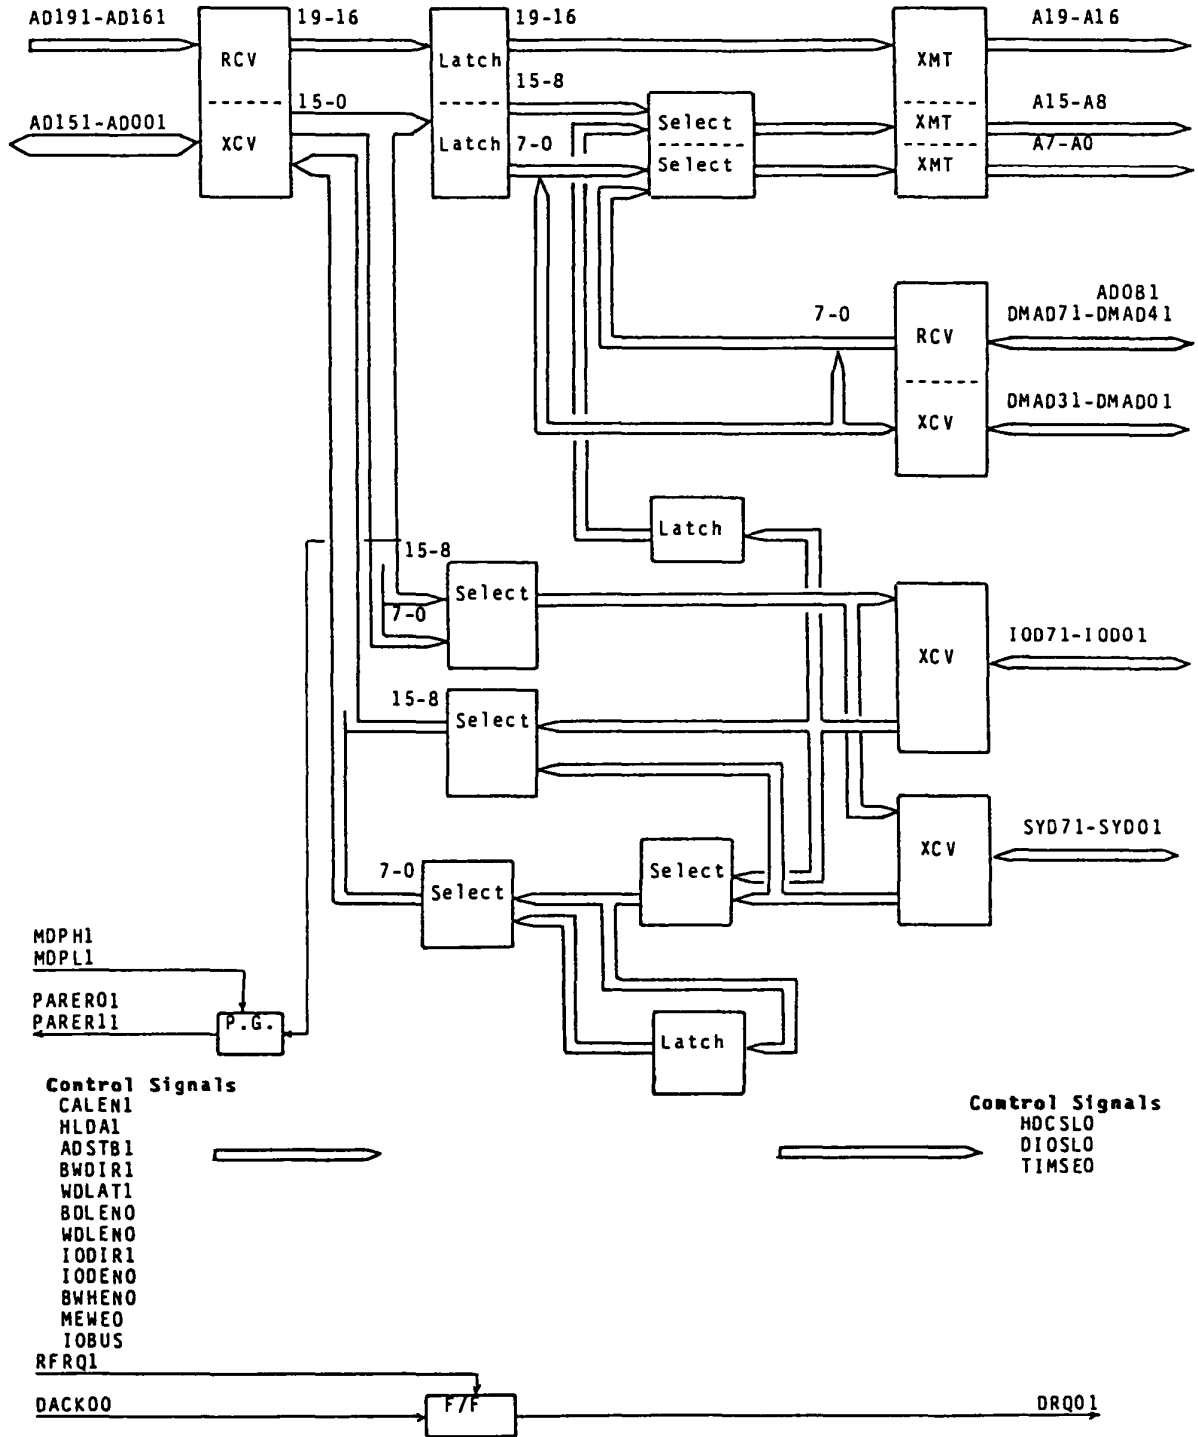 AD191-AD161
19-16
19-16
A19-A16
RCV
Latch
XMT
15-8
15-0
A15-A8
AD151-AD001
Select
XMT
XCV
Latch
7-0
A7-A0
Select
XMT
AD081
7-0
DMAD71-DMAD41
RCV
DMAD31-DMAD01
XCV
Latch
15-8
Select
7-0
IOD71-IOD01
XCV
15-8
Select
SYD71-SYD01
XCV
7-0
Select
Select
MDPH1
MDPL1
PARER01
PARER11
P.G.
Latch
Control Signals
CALEN1
HLDA1
ADSTB1
BWDIR1
WDLAT1
BDLEN0
WDLEN0
IODIR1
IODEN0
BWHEN0
MEWE0
IOBUS
Control Signals
HDCSL0
DIOSL0
TIMSE0
RFRQ1
DACK00
F/F
DRQ01